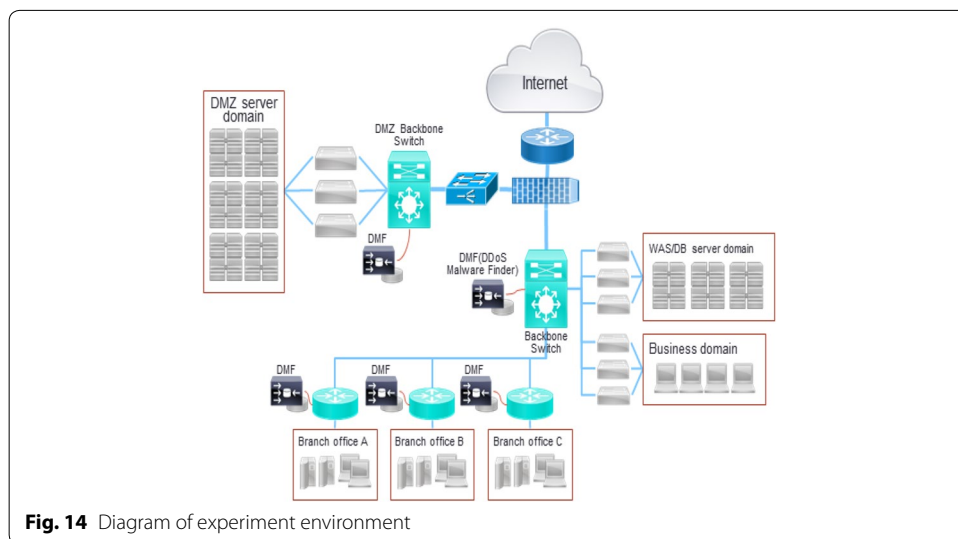 Internet
DMZ server
domain
DMZ Backbone
Switch
DMF
DMF(DDoS
Malware Finder)
WAS/DB server domain
Backbone
Switch
Business domain
DMF
DMF
DMF
Branch office A
Branch office B
Branch office C
Fig. 14 Diagram of experiment environment